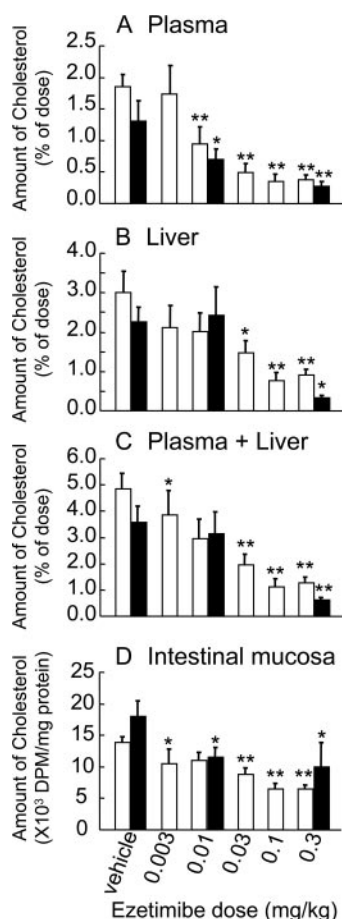 A Plasma
Amount of Cholesterol
(% of dose)
2.0
1.5
1.0
0.5
0.0
** * ** ** ** **
B Liver
Amount of Cholesterol
(% of dose)
4.0
3.0
2.0
1.0
0.0
* ** ** *
C Plasma + Liver
Amount of Cholesterol
(% of dose)
6.0
5.0
4.0
3.0
2.0
1.0
0.0
* ** ** ** **
D Intestinal mucosa
Amount of Cholesterol
(X10³ DPM/mg protein)
25
20
15
10
5
0
* * ** ** ** *
vehicle 0.003 0.01 0.03 0.1 0.3
Ezetimibe dose (mg/kg)